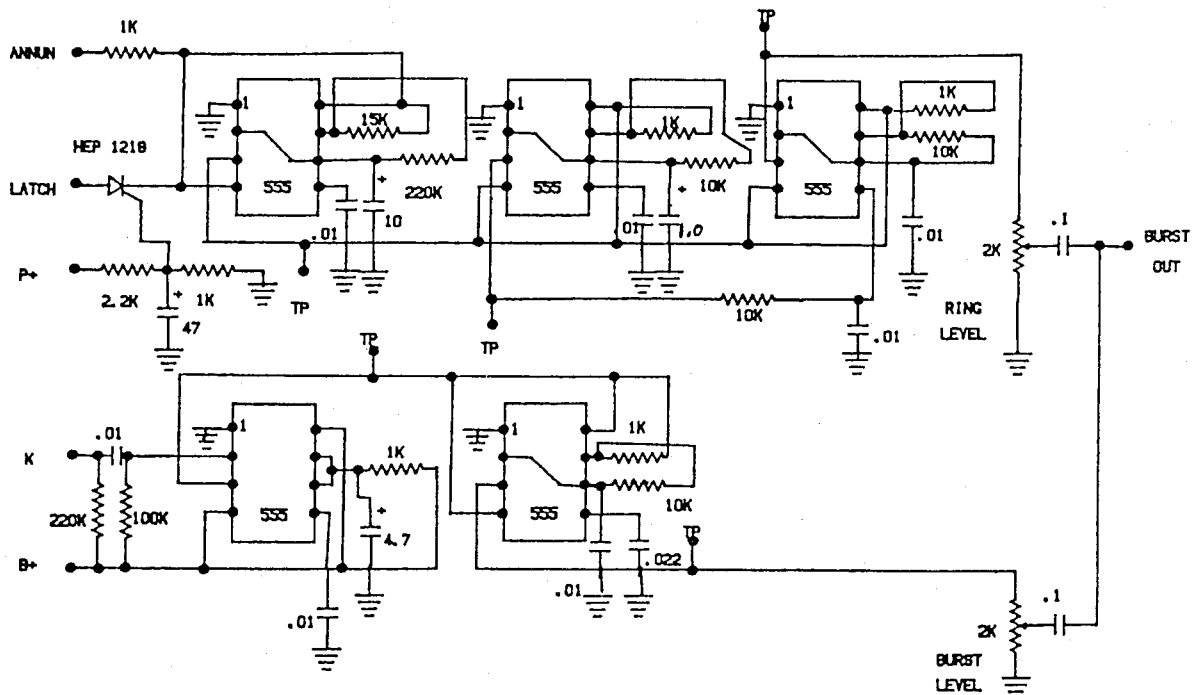 TP
ANNUN
1K
1
15K
1
1K
1
1K
10K
HEP 1218
LATCH
555
220K
555
10K
555
+
.01
+
10
.01
+
1.0
.01
2K
.1
BURST
OUT
P+
2.2K
1K
+
47
TP
TP
10K
.01
RING
LEVEL
TP
1
1
1K
K
.01
1K
10K
220K
100K
555
+
4.7
555
TP
.022
B+
.01
.01
.1
2K
BURST
LEVEL